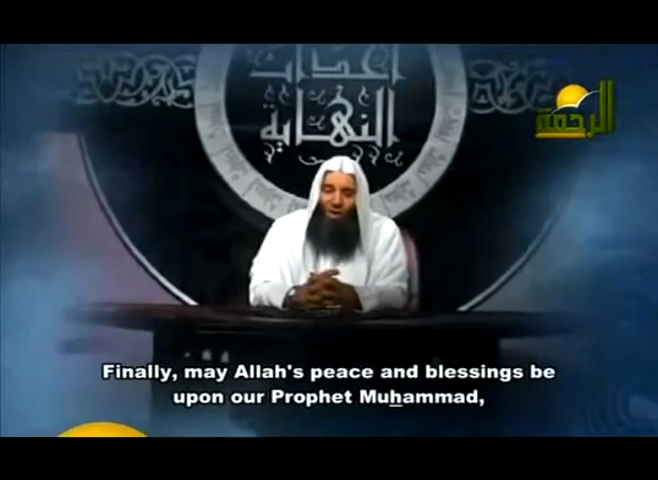 أحداث
النهاية
الرحمة
Finally, may Allah's peace and blessings be
upon our Prophet Muhammad,